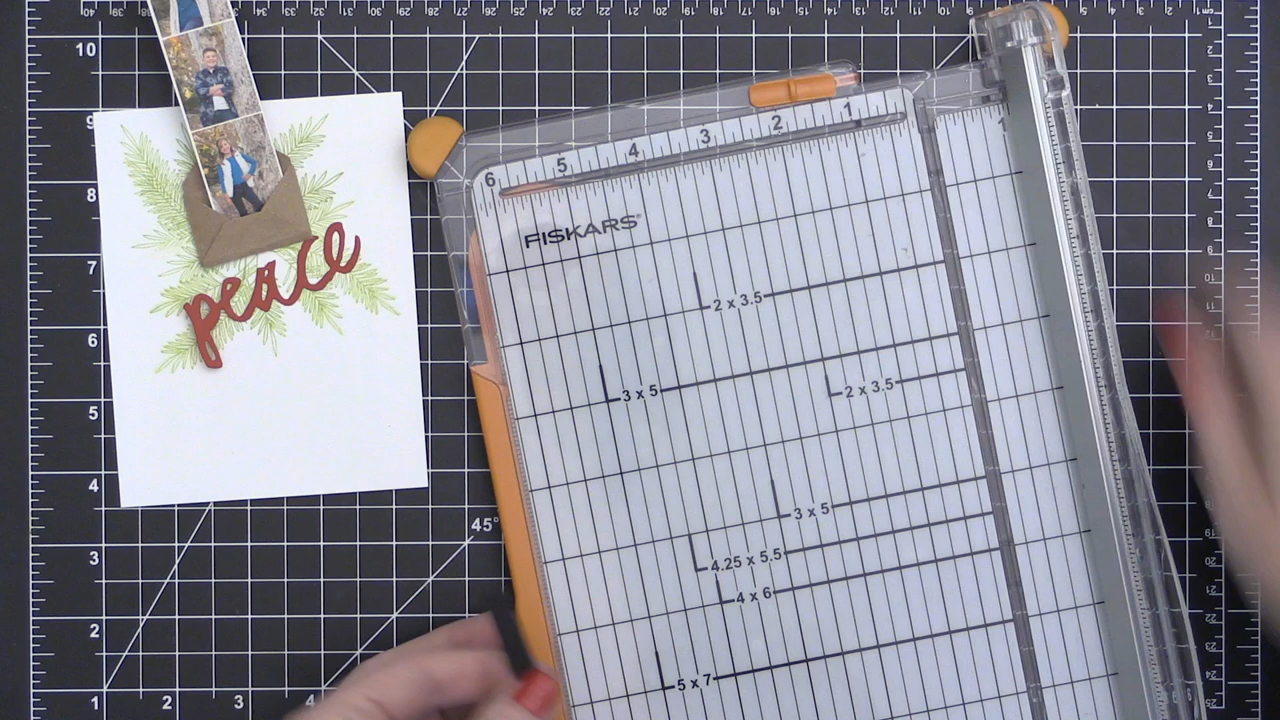 peace
FISKARS®
6 5 4 3 2 1
1
2 x 3.5
3 x 5
2 x 3.5
3 x 5
4.25 x 5.5
4 x 6
5 x 7
10
9
8
7
6
5
4
3
2
1
2 3 4
45°